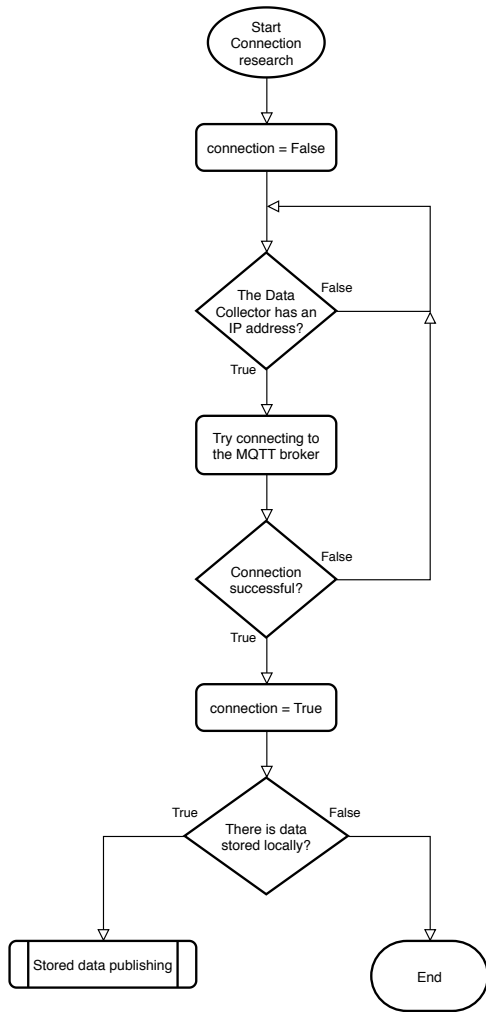 Start
Connection
research
connection = False
The Data
Collector has an
IP address?
False
True
Try connecting to
the MQTT broker
Connection
successful?
False
True
connection = True
There is data
stored locally?
True
False
Stored data publishing
End